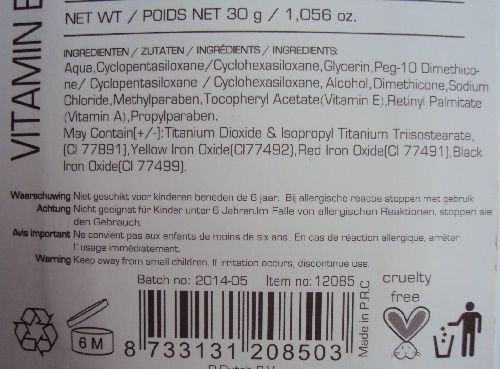 VITAMIN E
NET WT / POIDS NET 30 g / 1,056 oz.
INGREDIENTEN / ZUTATEN / INGRÉDIENTS / INGREDIENTS:
Aqua,Cyclopentasiloxane/Cyclohexasiloxane,Glycerin,Peg-10 Dimethico-
ne/ Cyclopentasiloxane / Cyclohexasiloxane, Alcohol, Dimethicone,Sodium
Chloride,Methylparaben,Tocopheryl Acetate(Vitamin E),Retinyl Palmitate
(Vitamin A),Propylparaben.
May Contain[+/-]:Titanium Dioxide & Isopropyl Titanium Triisostearate,
(CI 77891),Yellow Iron Oxide(CI77492),Red Iron Oxide(CI 77491),Black
Iron Oxide(CI 77499).
Waarschuwing Niet geschikt voor kinderen beneden de 6 jaar. Bij allergische reactie stoppen met gebruik.
Achtung Nicht geeignet für Kinder unter 6 Jahren.Im Falle von allergischen Reaktionen, stoppen sie
den Gebrauch.
Avis important Ne convient pas aux enfants de moins de six ans. En cas de réaction allergique, arrêter
l'usage immédiatement.
Warning Keep away from small children. If irritation occurs, discontinue use.
Batch no: 2014-05 Item no: 12085
cruelty
free
6 M
8 733131 208503
Made in P.R.C